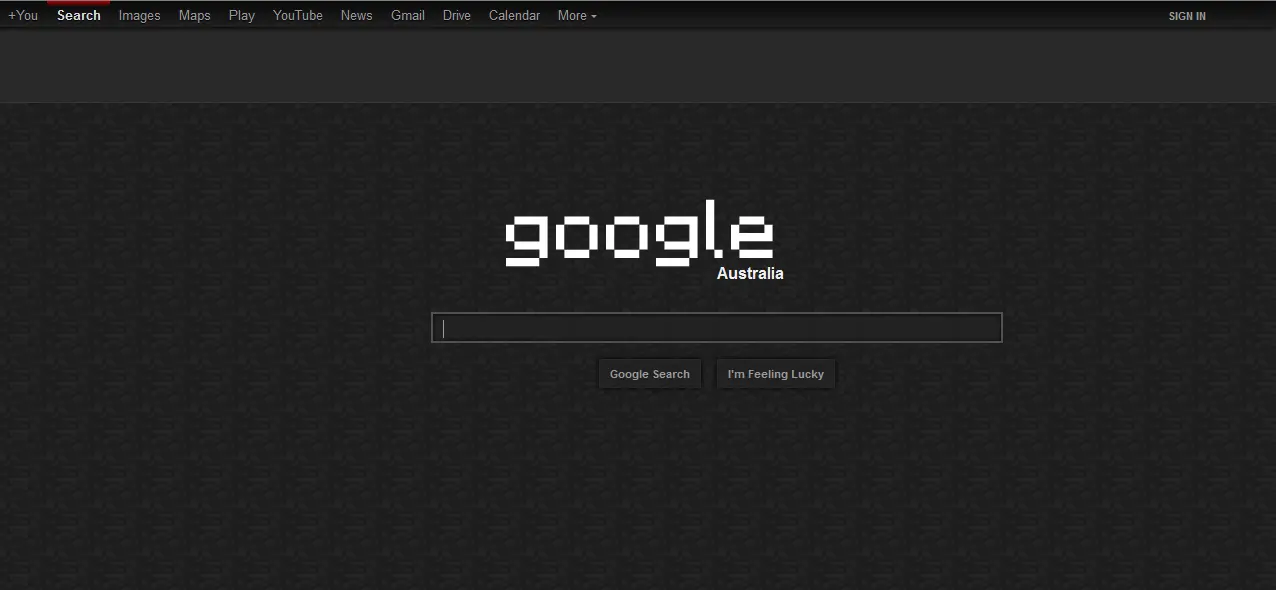 +You Search Images Maps Play YouTube News Gmail Drive Calendar More SIGN IN
google
Australia
Google Search I'm Feeling Lucky